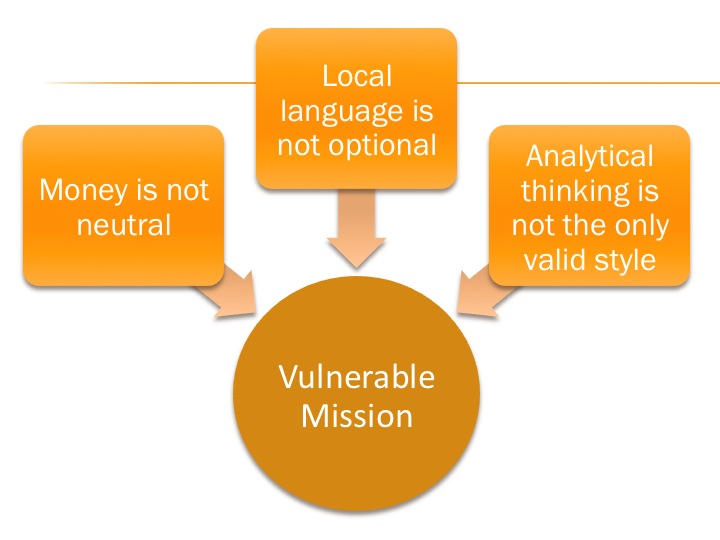 Local
language is
not optional
Money is not
neutral
Analytical
thinking is
not the only
valid style
Vulnerable
Mission